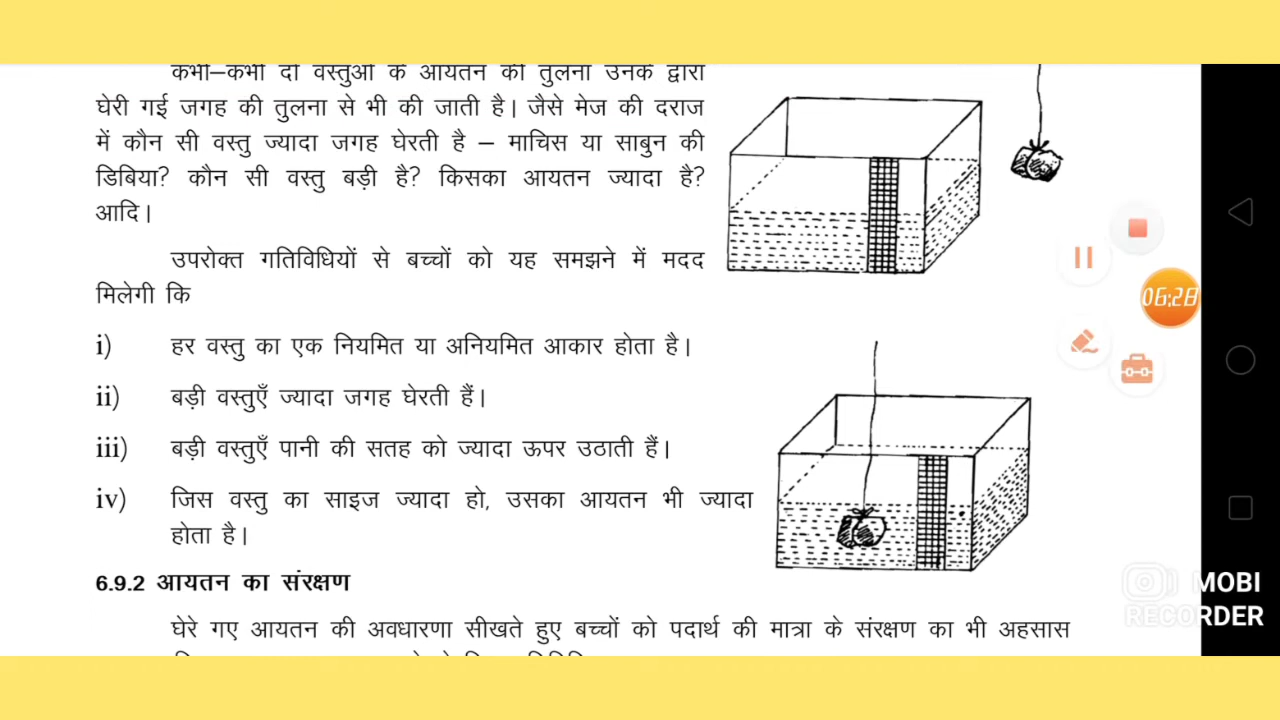 कभी–कभी दो वस्तुओं के आयतन की तुलना उनके द्वारा
घेरी गई जगह की तुलना से भी की जाती है। जैसे मेज की दराज
में कौन सी वस्तु ज्यादा जगह घेरती है – माचिस या साबुन की
डिबिया? कौन सी वस्तु बड़ी है? किसका आयतन ज्यादा है?
आदि।
उपरोक्त गतिविधियों से बच्चों को यह समझने में मदद
मिलेगी कि
i) हर वस्तु का एक नियमित या अनियमित आकार होता है।
ii) बड़ी वस्तुएँ ज्यादा जगह घेरती हैं।
iii) बड़ी वस्तुएँ पानी की सतह को ज्यादा ऊपर उठाती हैं।
iv) जिस वस्तु का साइज ज्यादा हो, उसका आयतन भी ज्यादा
होता है।
6.9.2 आयतन का संरक्षण
घेरे गए आयतन की अवधारणा सीखते हुए बच्चों को पदार्थ की मात्रा के संरक्षण का भी अहसास
06:28
MOBI
RECORDER